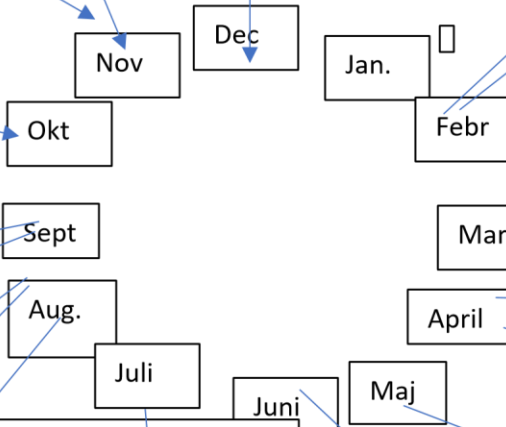 Dec
Nov
Jan.
Febr
Okt
Sept
Mar
Aug.
April
Juli
Maj
Juni